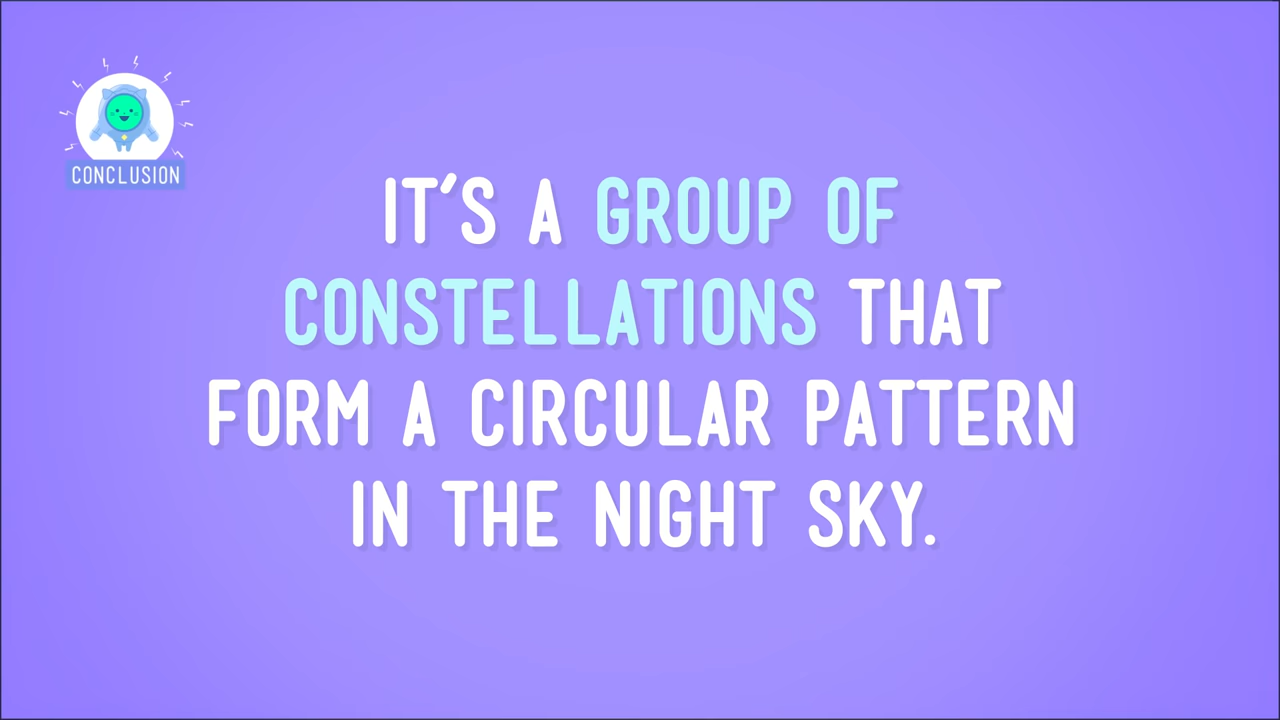 CONCLUSION
IT'S A GROUP OF
CONSTELLATIONS THAT
FORM A CIRCULAR PATTERN
IN THE NIGHT SKY.